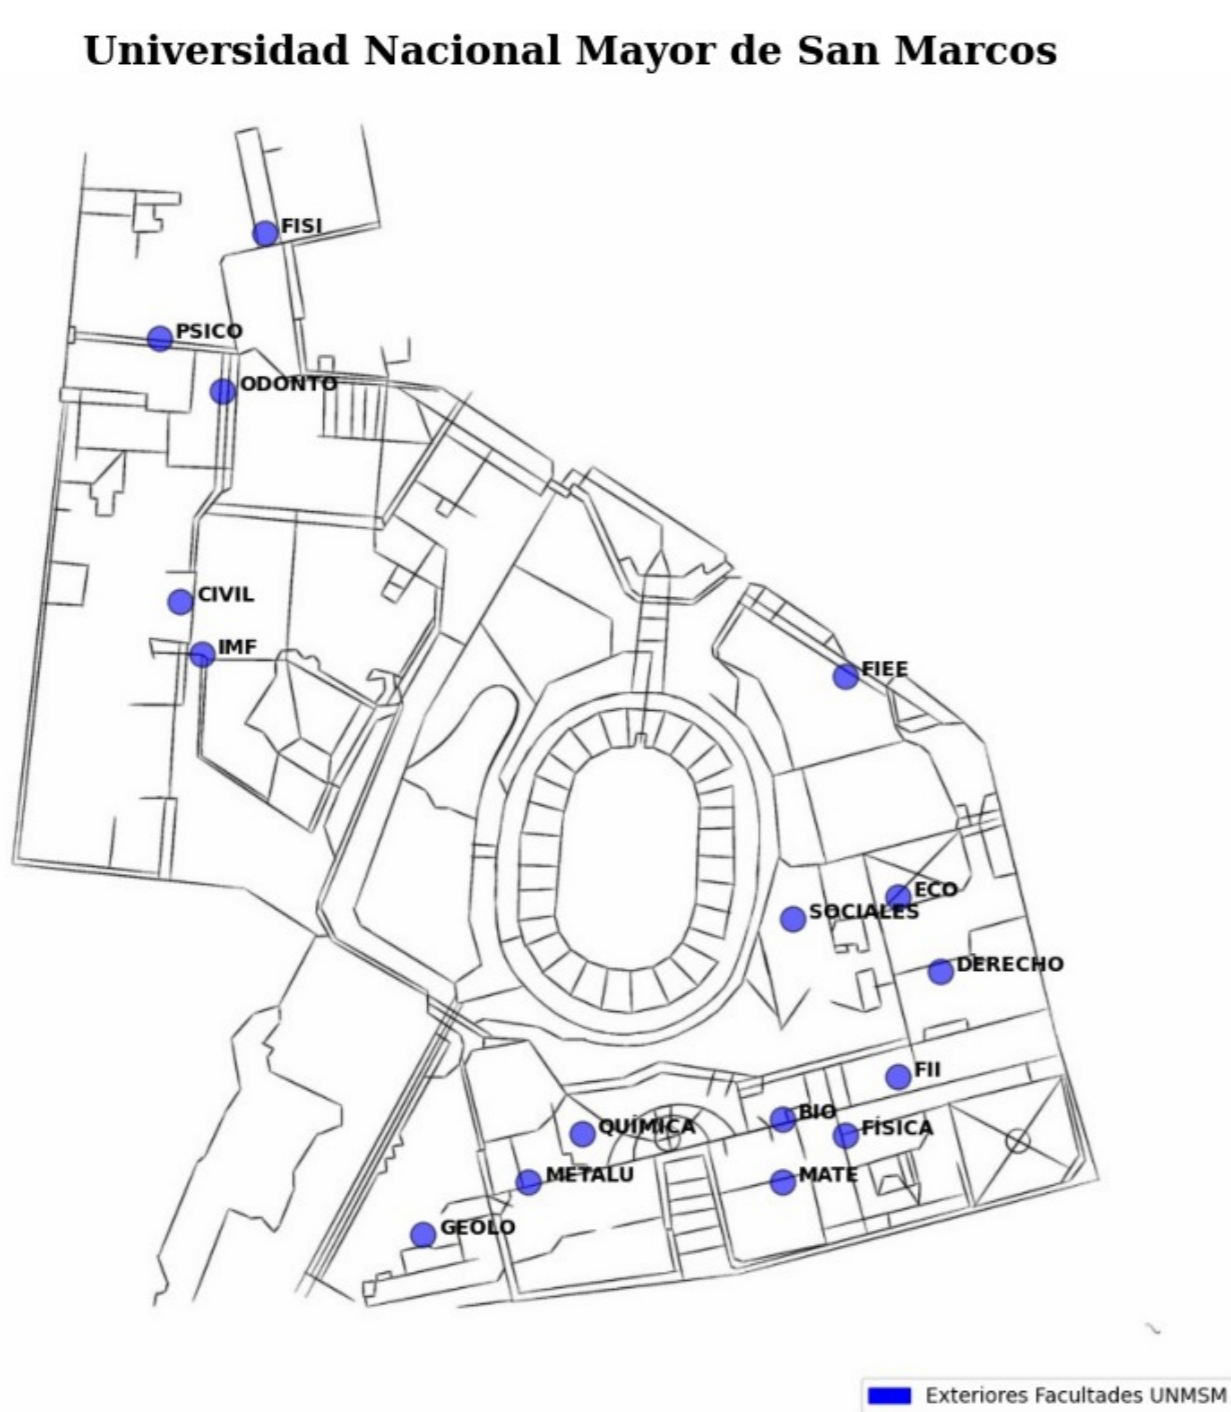 Universidad Nacional Mayor de San Marcos
FISI
PSICO
ODONTO
CIVIL
IMF
FIEE
ECO
SOCIALES
DERECHO
FII
BIO
QUÍMICA
FÍSICA
METALU
MATE
GEOLO
Exteriores Facultades UNMSM